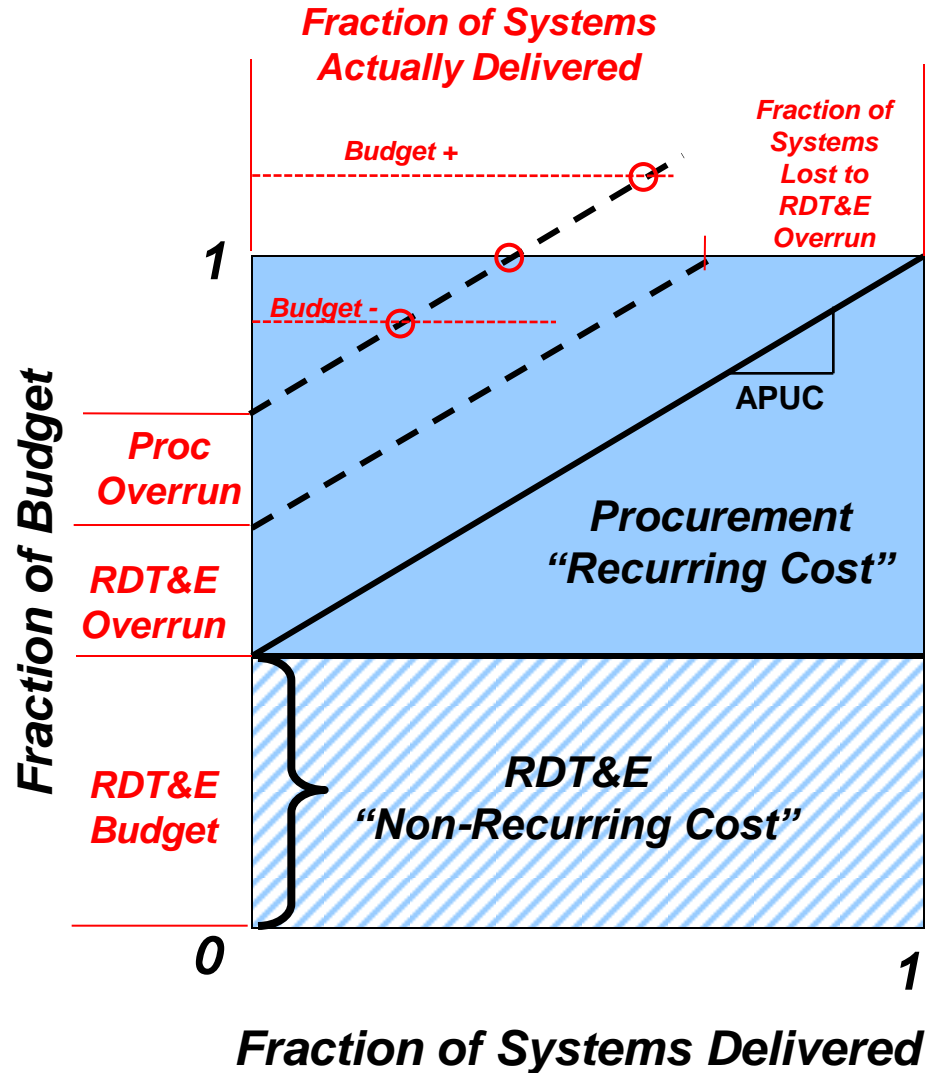 Fraction of Systems
Actually Delivered
Fraction of
Systems
Lost to
RDT&E
Overrun
Budget +
1
Budget -
APUC
Proc
Overrun
Procurement
“Recurring Cost”
RDT&E
Overrun
Fraction of Budget
RDT&E
Budget
RDT&E
“Non-Recurring Cost”
0
1
Fraction of Systems Delivered